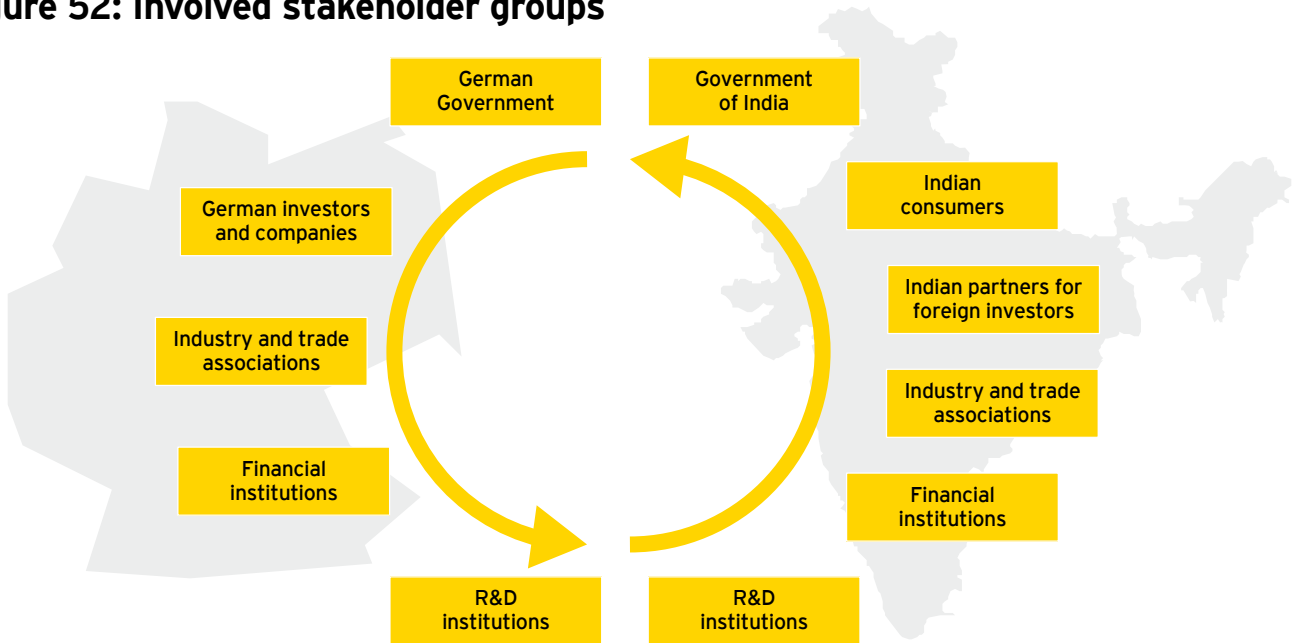 ure 52: Involved stakeholder groups
German
Government
Government
of India
German investors
and companies
Indian
consumers
Industry and trade
associations
Indian partners for
foreign investors
Industry and trade
associations
Financial
institutions
Financial
institutions
R&D
institutions
R&D
institutions